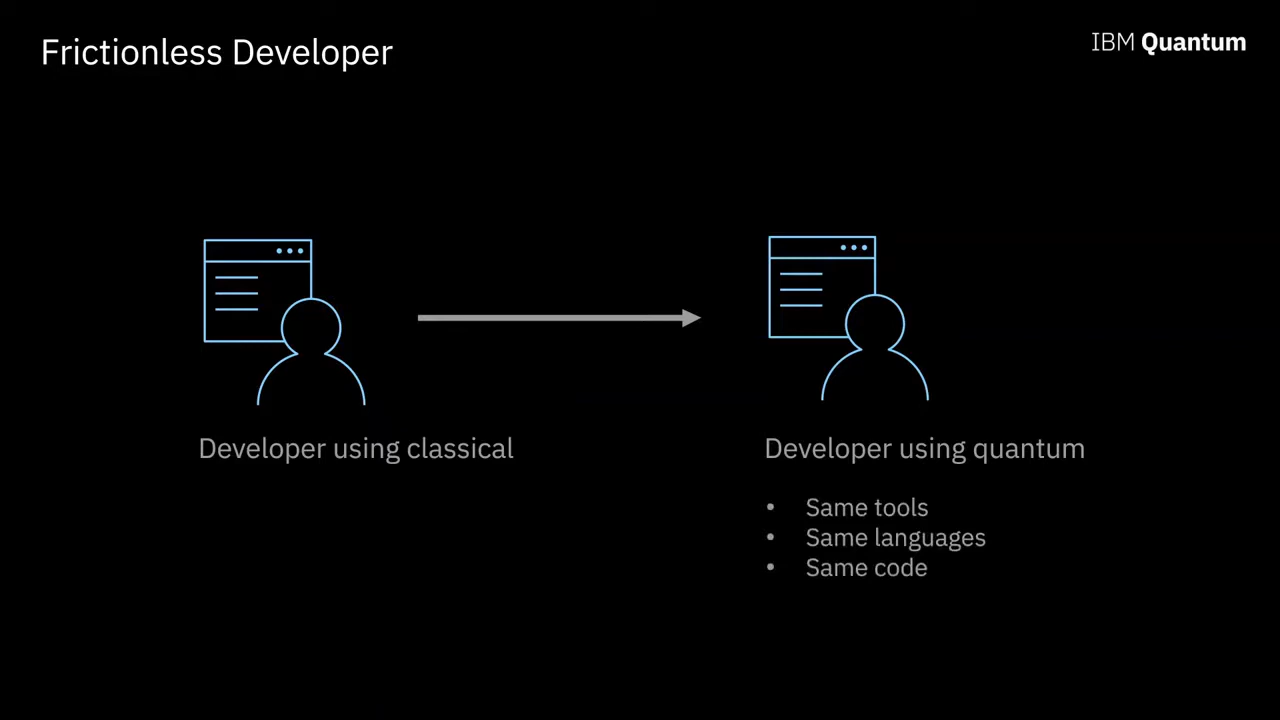 Frictionless Developer
IBM Quantum
Developer using classical
Developer using quantum
• Same tools
• Same languages
• Same code